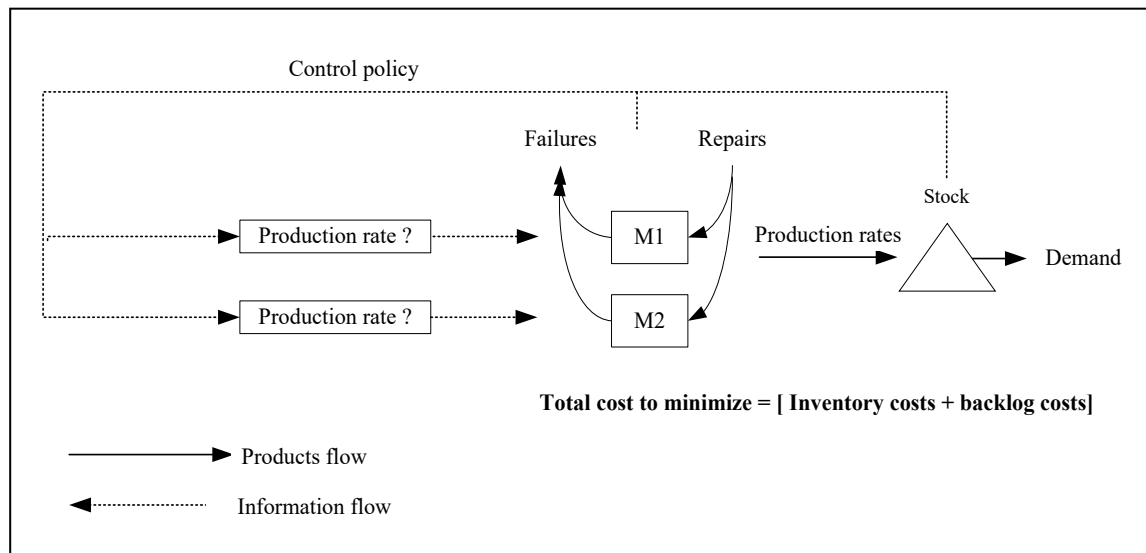 Control policy
Failures
Repairs
Stock
Production rate ?
M1
Production rates
Demand
Production rate ?
M2
Total cost to minimize = [ Inventory costs + backlog costs]
Products flow
Information flow